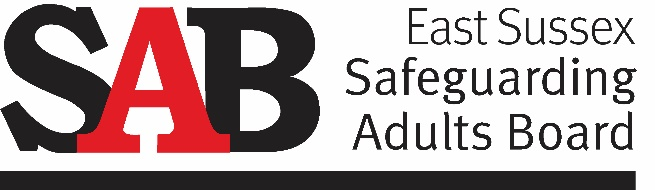 SAB
East Sussex
Safeguarding
Adults Board